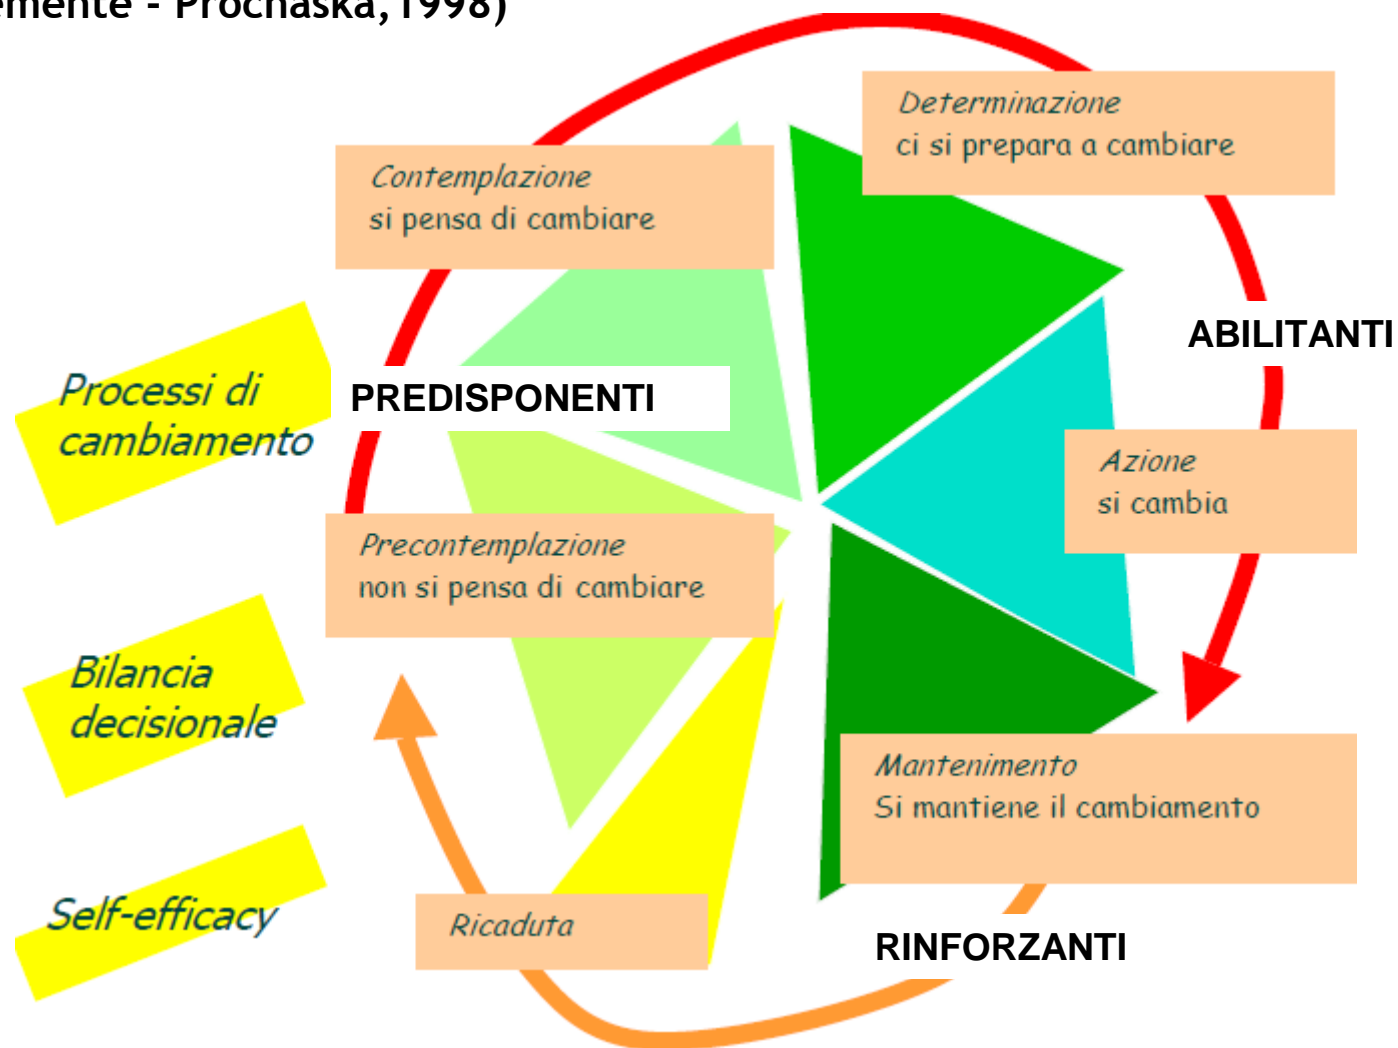 emente - Prochaska, 1998)
Determinazione
ci si prepara a cambiare
Contemplazione
si pensa di cambiare
ABILITANTI
Processi di
cambiamento
PREDISPONENTI
Azione
si cambia
Precontemplazione
non si pensa di cambiare
Bilancia
decisionale
Mantenimento
Si mantiene il cambiamento
Self-efficacy
Ricaduta
RINFORZANTI